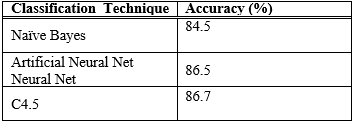 Classification Technique Accuracy (%)
Naïve Bayes 84.5
Artificial Neural Net
Neural Net 86.5
C4.5 86.7